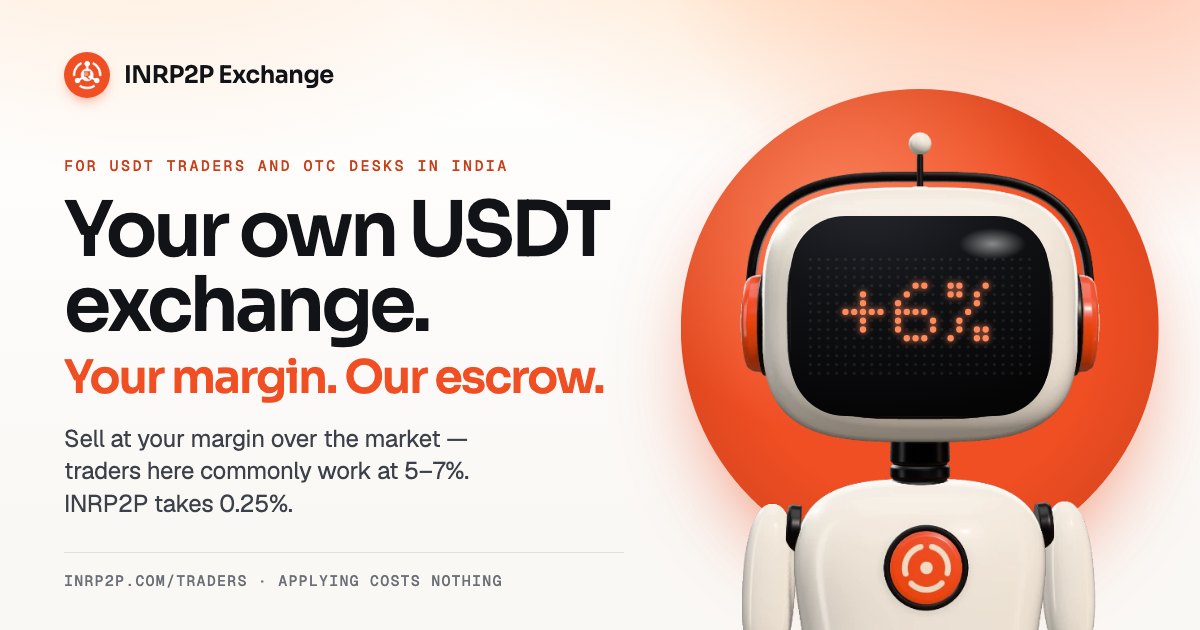 INRP2P Exchange
FOR USDT TRADERS AND OTC DESKS IN INDIA
Your own USDT
exchange.
Your margin. Our escrow.
Sell at your margin over the market —
traders here commonly work at 5–7%.
INRP2P takes 0.25%.
INRP2P.COM/TRADERS · APPLYING COSTS NOTHING
+6%